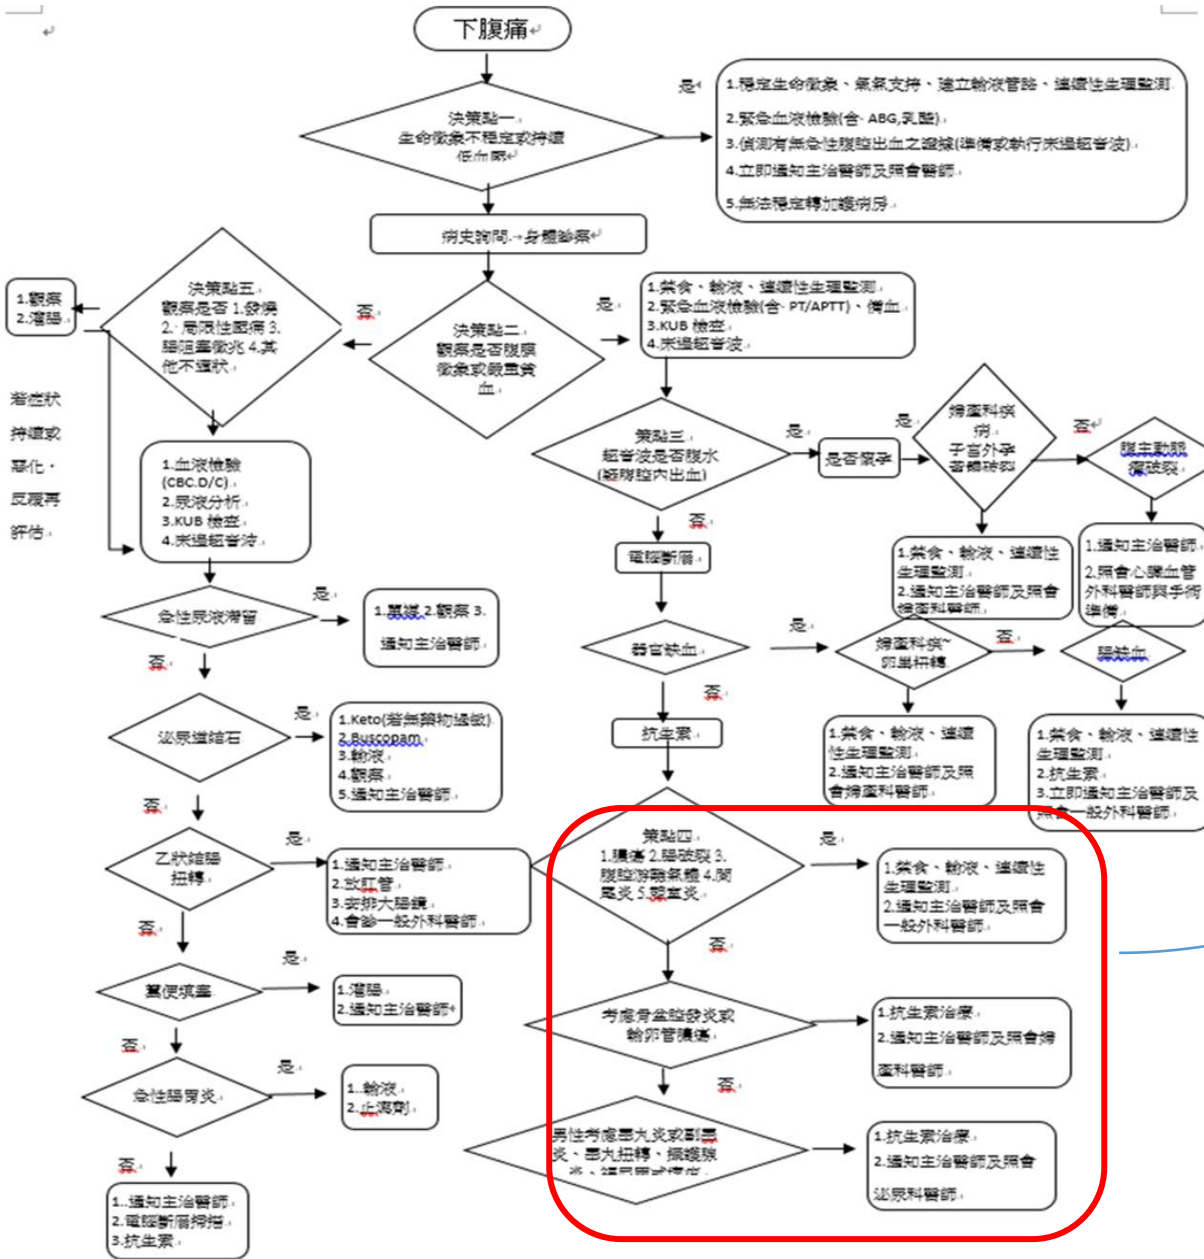 下腹痛
決策點一
生命徵象不穩定或持續
低血壓
是
1.穩定生命徵象、氧氣支持、建立輸液管路、連續性生理監測
2.緊急血液檢驗(含- ABG,乳酸)
3.偵測有無急性腹腔出血之證據(準備或執行床邊超音波)
4.立即通知主治醫師及照會醫師
5.無法穩定轉加護病房
病史詢問→身體診察
決策點二
觀察是否腹膜
徵象或嚴重貧
血
否
是
決策點五
觀察是否 1.發燒
2.- 局限性壓痛 3.
腸阻塞徵兆 4.其
他不適狀
1.觀察
2.灌腸
若症狀
持續或
惡化,
反覆再
評估
1.血液檢驗
(CBC.D/C)
2.尿液分析
3.KUB 檢查
4.床邊超音波
急性尿液滯留
是
1.單導 2.觀察 3.
通知主治醫師
否
泌尿道結石
是
1.Keto(若無藥物過敏)
2.Buscopam
3.輸液
4.觀察
5.通知主治醫師
否
乙狀結腸
扭轉
是
1.通知主治醫師
2.放肛管
3.安排大腸鏡
4.會診一般外科醫師
否
糞便填塞
是
1.灌腸
2.通知主治醫師
否
急性腸胃炎
是
1..輸液
2.止瀉劑
否
1..通知主治醫師
2.電腦斷層掃描
3.抗生素
1.禁食、輸液、連續性生理監測
2.緊急血液檢驗(含- PT/APTT)、備血
3.KUB 檢查
4.床邊超音波
策點三
超音波是否腹水
(疑腹腔內出血)
是
是否懷孕
是
婦產科疾
病
子宮外孕
黃體破裂
否
腹主動脈
瘤破裂
1.禁食、輸液、連續性
生理監測
2.通知主治醫師及照會
婦產科醫師
1.通知主治醫師
2.照會心臟血管
外科醫師與手術
準備
否
電腦斷層
器官缺血
是
婦產科疾~
卵巢扭轉
否
腸缺血
1.禁食、輸液、連續
性生理監測
2.通知主治醫師及照
會婦產科醫師
1.禁食、輸液、連續性
生理監測
2.抗生素
3.立即通知主治醫師及
照會一般外科醫師
否
抗生素
策點四
1.膿瘍 2.腸破裂 3.
腹腔游離氣體 4.闌
尾炎 5.憩室炎
是
1.禁食、輸液、連續性
生理監測
2.通知主治醫師及照會
一般外科醫師
否
考慮骨盆腔發炎或
輸卵管膿瘍
1.抗生素治療
2.通知主治醫師及照會婦
產科醫師
否
男性考慮睪丸炎或副睪
炎、睪丸扭轉、攝護腺
1.抗生素治療
2.通知主治醫師及照會
泌尿科醫師